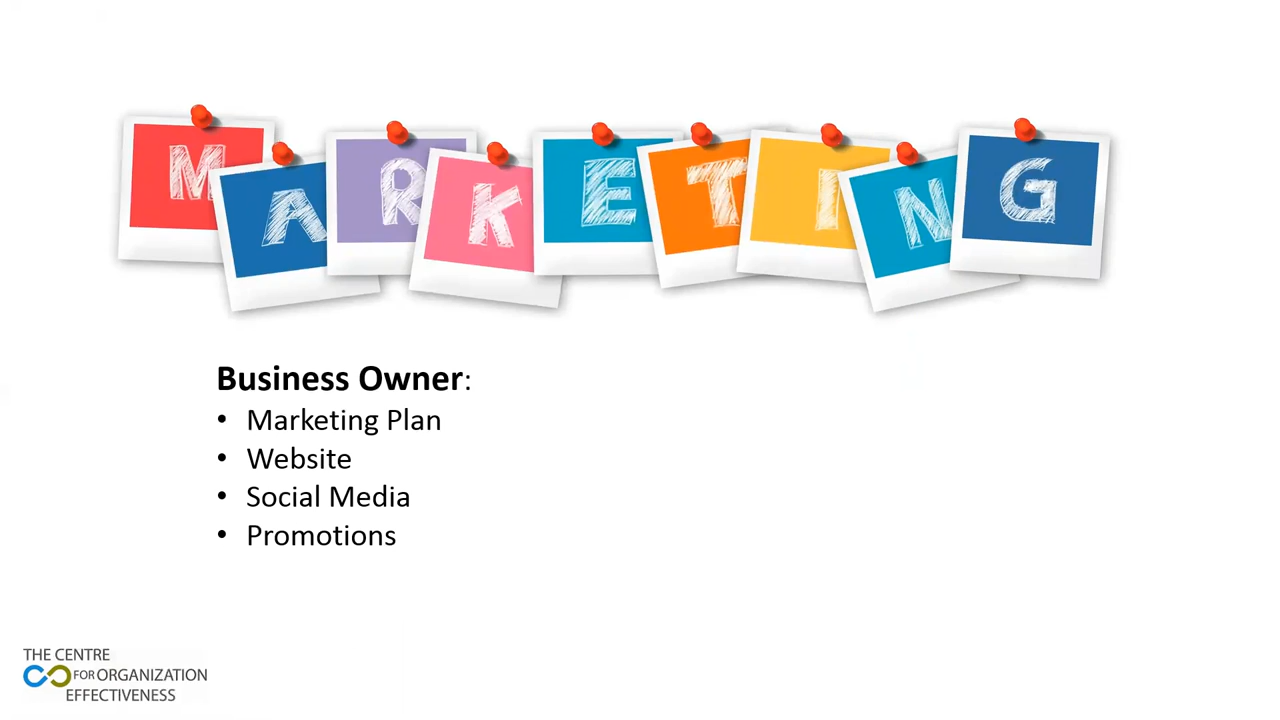 MARKETING
Business Owner:
• Marketing Plan
• Website
• Social Media
• Promotions
THE CENTRE
FOR ORGANIZATION
EFFECTIVENESS